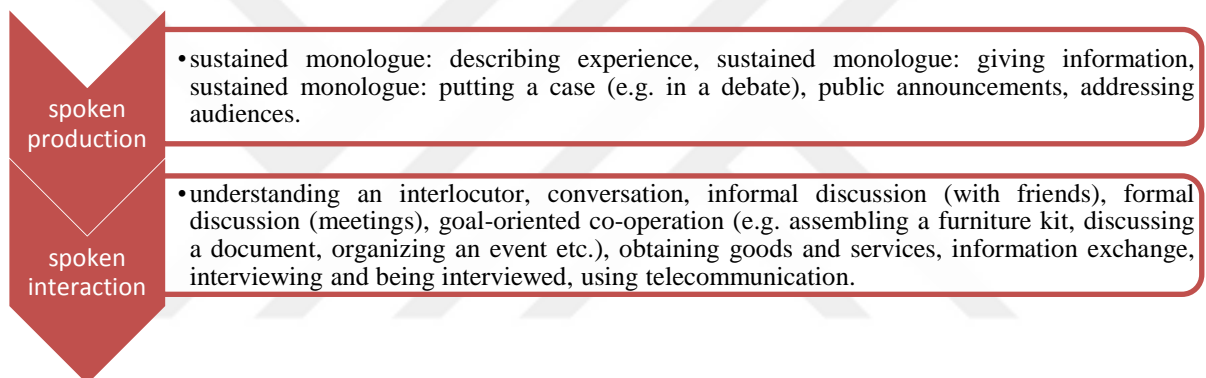 spoken
production
•sustained monologue: describing experience, sustained monologue: giving information,
sustained monologue: putting a case (e.g. in a debate), public announcements, addressing
audiences.
spoken
interaction
•understanding an interlocutor, conversation, informal discussion (with friends), formal
discussion (meetings), goal-oriented co-operation (e.g. assembling a furniture kit, discussing
a document, organizing an event etc.), obtaining goods and services, information exchange,
interviewing and being interviewed, using telecommunication.